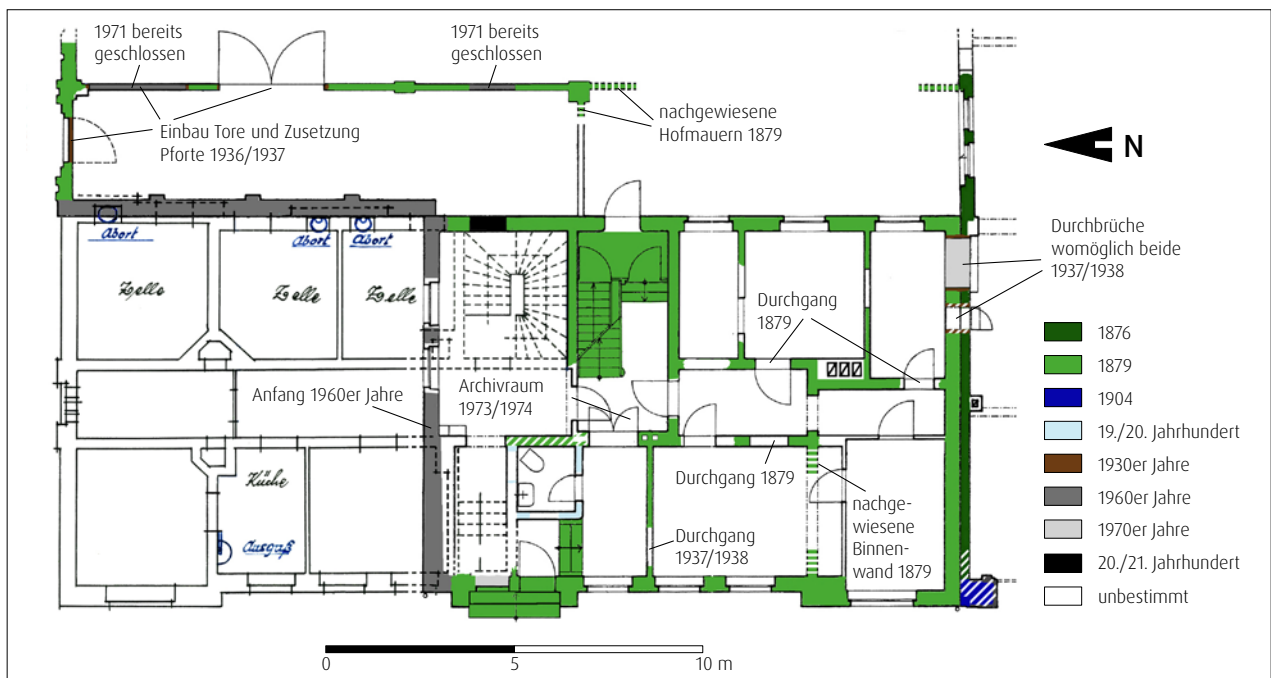 1971 bereits
geschlossen
1971 bereits
geschlossen
Einbau Tore und Zusetzung
Pforte 1936/1937
nachgewiesene
Hofmauern 1879
N
Abort
Abort
Abort
Zelle
Zelle
Zelle
Durchbrüche
womöglich beide
1937/1938
Durchgang
1879
Anfang 1960er Jahre
Archivraum
1973/1974
Küche
Ausguß
Durchgang 1879
Durchgang
1937/1938
nachge-
wiesene
Binnen-
wand 1879
1876
1879
1904
19./20. Jahrhundert
1930er Jahre
1960er Jahre
1970er Jahre
20./21. Jahrhundert
unbestimmt
0 5 10 m